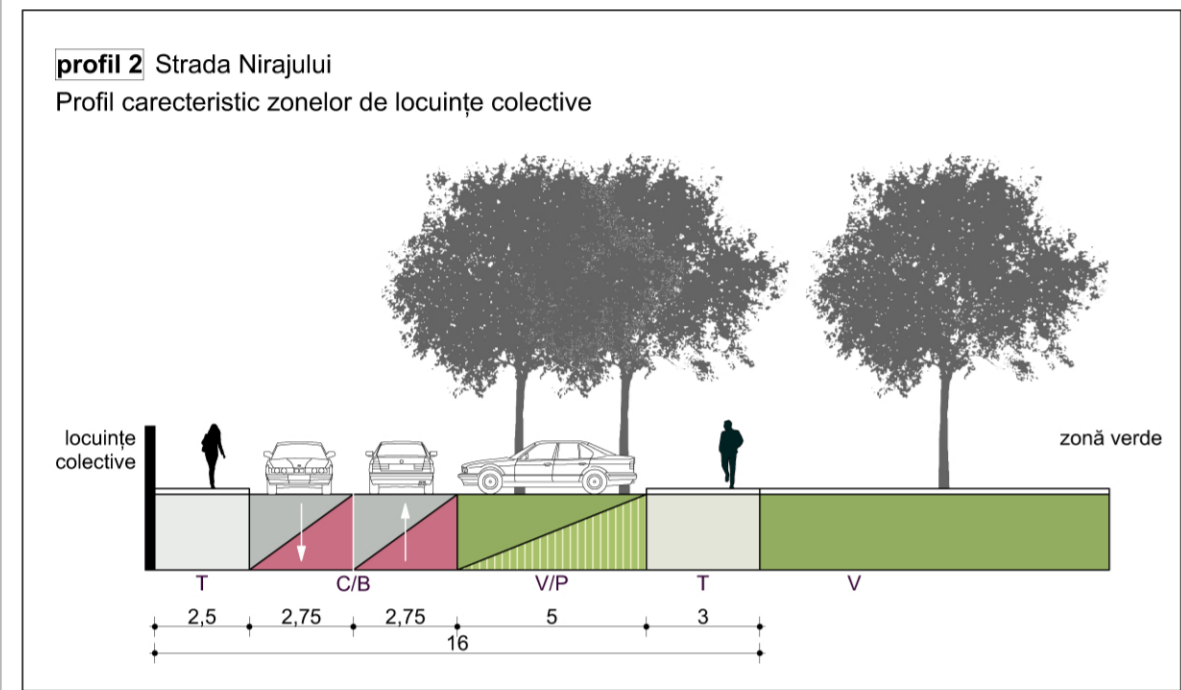 profil 2 Strada Nirajului
Profil carecteristic zonelor de locuințe colective
locuințe
colective
zonă verde
T C/B V/P T V
2,5 2,75 2,75 5 3
16